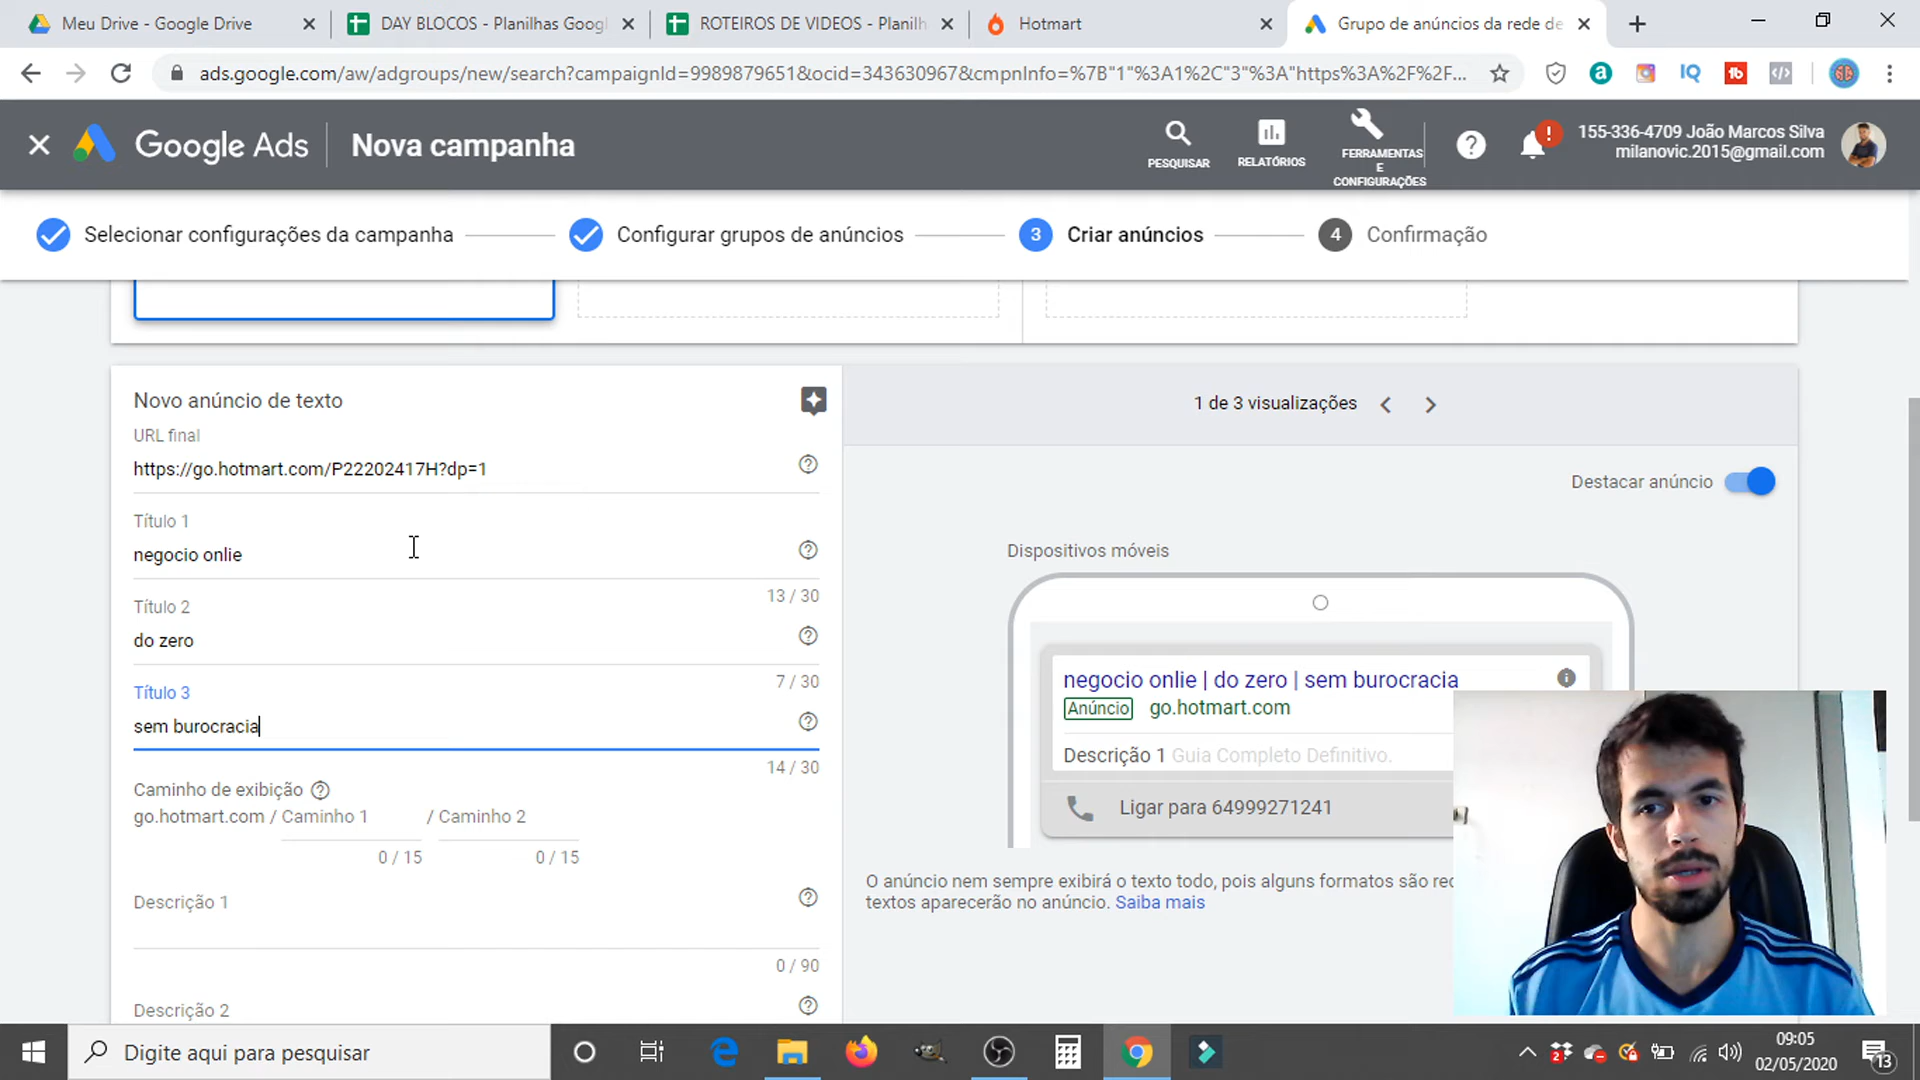 Meu Drive - Google Drive
DAY BLOCOS - Planilhas Googl
ROTEIROS DE VIDEOS - Planilh
Hotmart
Grupo de anúncios da rede de
ads.google.com/aw/adgroups/new/search?campaignId=9989879651&ocid=343630967&cmpnInfo=%7B"1"%3A1%2C"3"%3A"https%3A%2F%2F...
Google Ads
Nova campanha
PESQUISAR
RELATÓRIOS
FERRAMENTAS
E
CONFIGURAÇÕES
155-336-4709 João Marcos Silva
milanovic.2015@gmail.com
Selecionar configurações da campanha
Configurar grupos de anúncios
3
Criar anúncios
4
Confirmação
Novo anúncio de texto
URL final
https://go.hotmart.com/P22202417H?dp=1
Título 1
negocio onlie
13 / 30
Título 2
do zero
7 / 30
Título 3
sem burocracia
14 / 30
Caminho de exibição
go.hotmart.com / Caminho 1 / Caminho 2
0 / 15
0 / 15
Descrição 1
0 / 90
Descrição 2
1 de 3 visualizações
Destacar anúncio
Dispositivos móveis
negocio onlie | do zero | sem burocracia
Anúncio go.hotmart.com
Descrição 1 Guia Completo Definitivo.
Ligar para 64999271241
O anúncio nem sempre exibirá o texto todo, pois alguns formatos são re
textos aparecerão no anúncio. Saiba mais
Digite aqui para pesquisar
09:05
02/05/2020
13